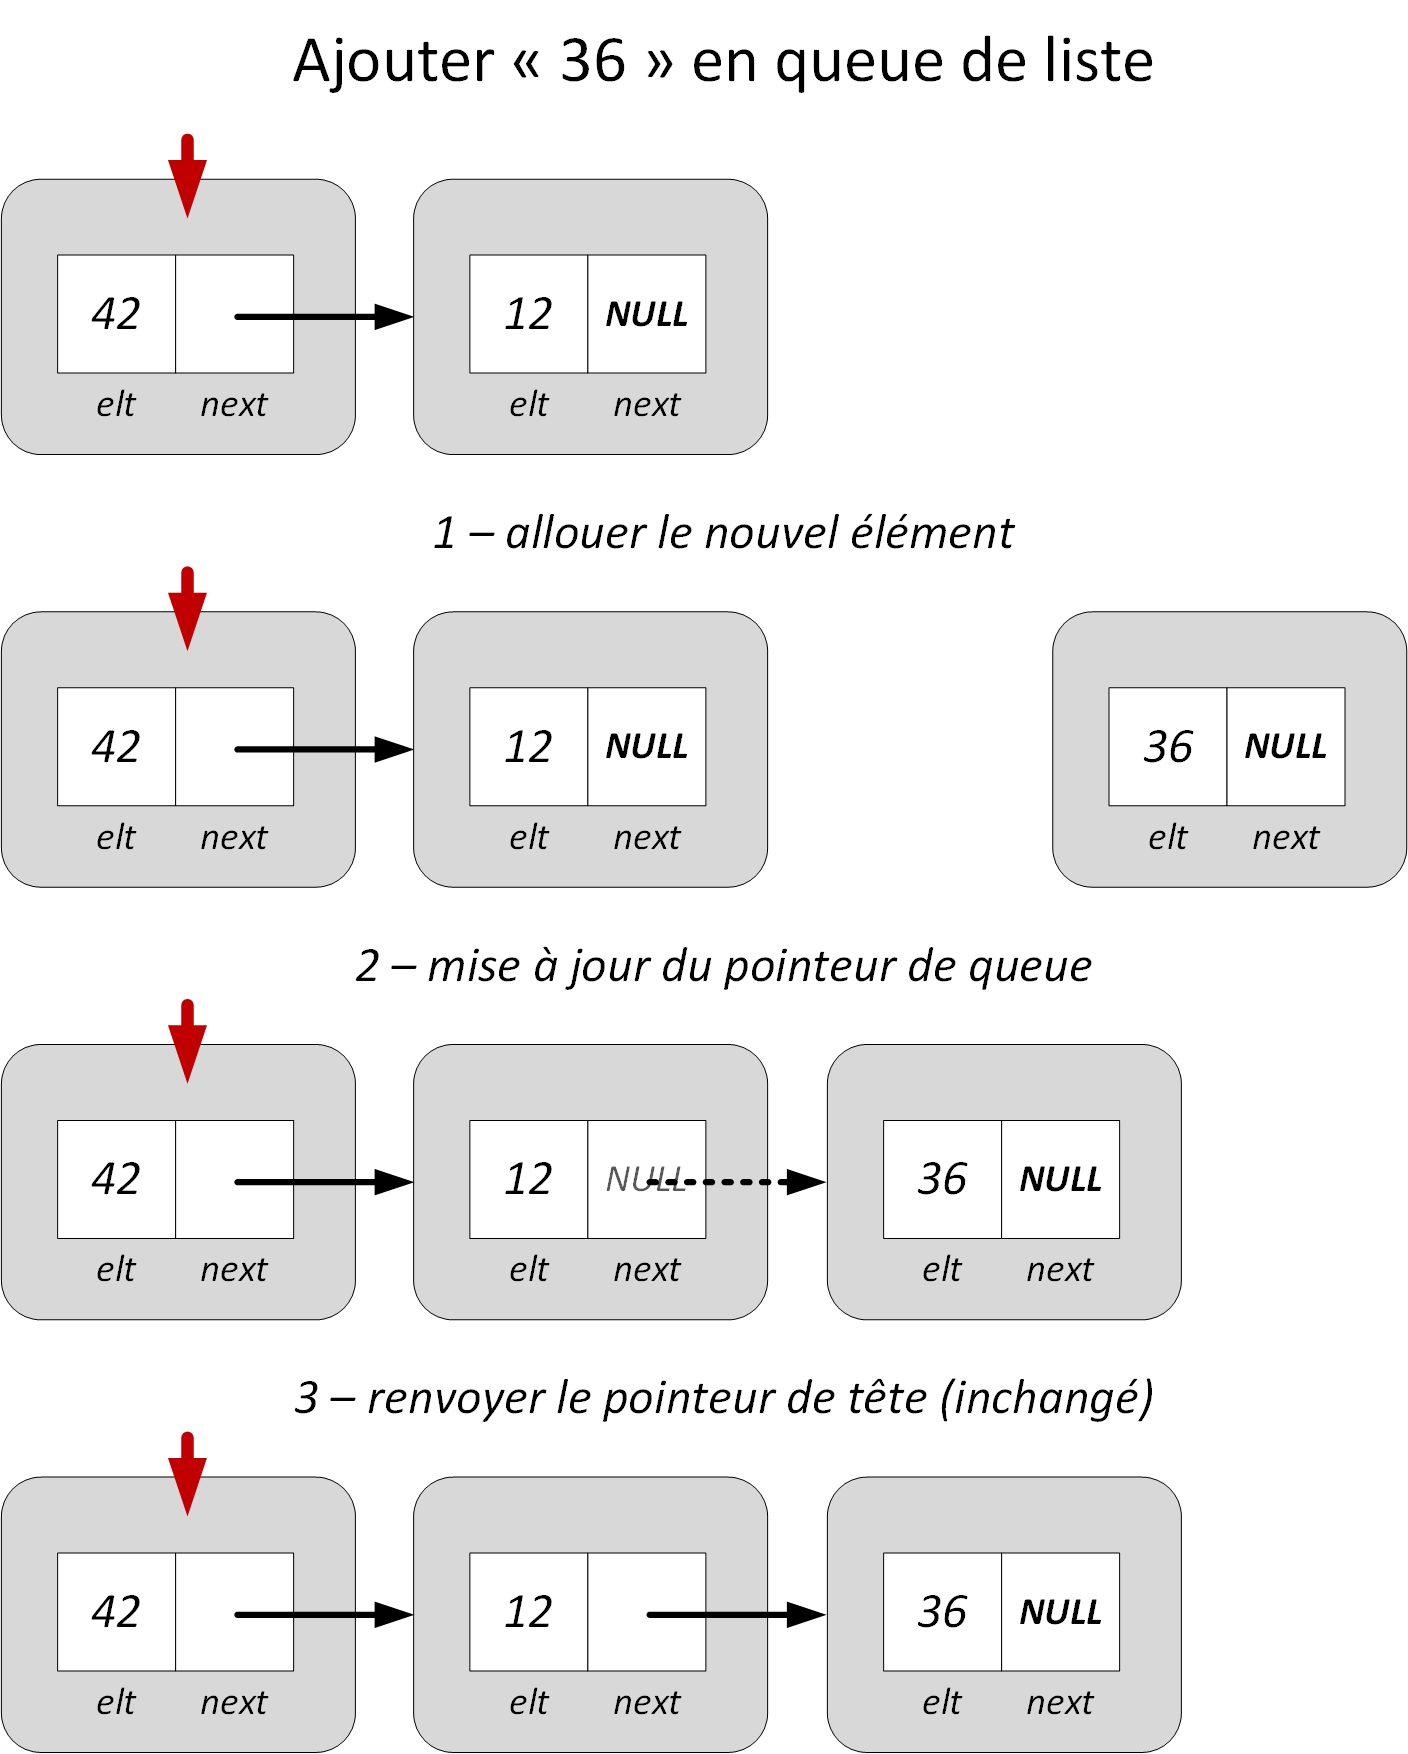 Ajouter « 36 » en queue de liste
42 12 NULL
elt next elt next
1 – allouer le nouvel élément
42 12 NULL 36 NULL
elt next elt next elt next
2 – mise à jour du pointeur de queue
42 12 NULL 36 NULL
elt next elt next elt next
3 – renvoyer le pointeur de tête (inchangé)
42 12 36 NULL
elt next elt next elt next